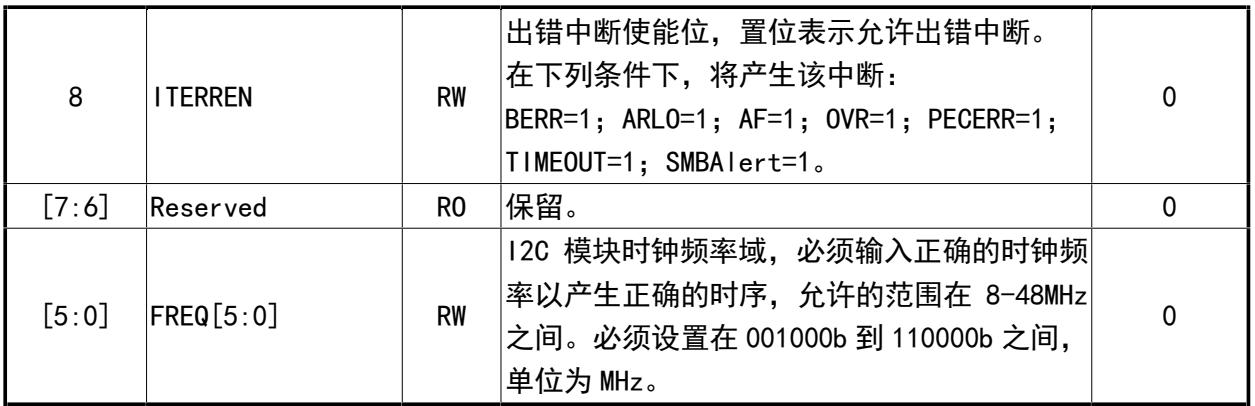 8 ITERREN RW 出错中断使能位，置位表示允许出错中断。 0
在下列条件下，将产生该中断：
BERR=1；ARLO=1；AF=1；OVR=1；PECERR=1；
TIMEOUT=1；SMBAlert=1。
[7:6] Reserved RO 保留。 0
[5:0] FREQ[5:0] RW I2C 模块时钟频率域，必须输入正确的时钟频 0
率以产生正确的时序，允许的范围在 8-48MHz
之间。必须设置在 001000b 到 110000b 之间，
单位为 MHz。